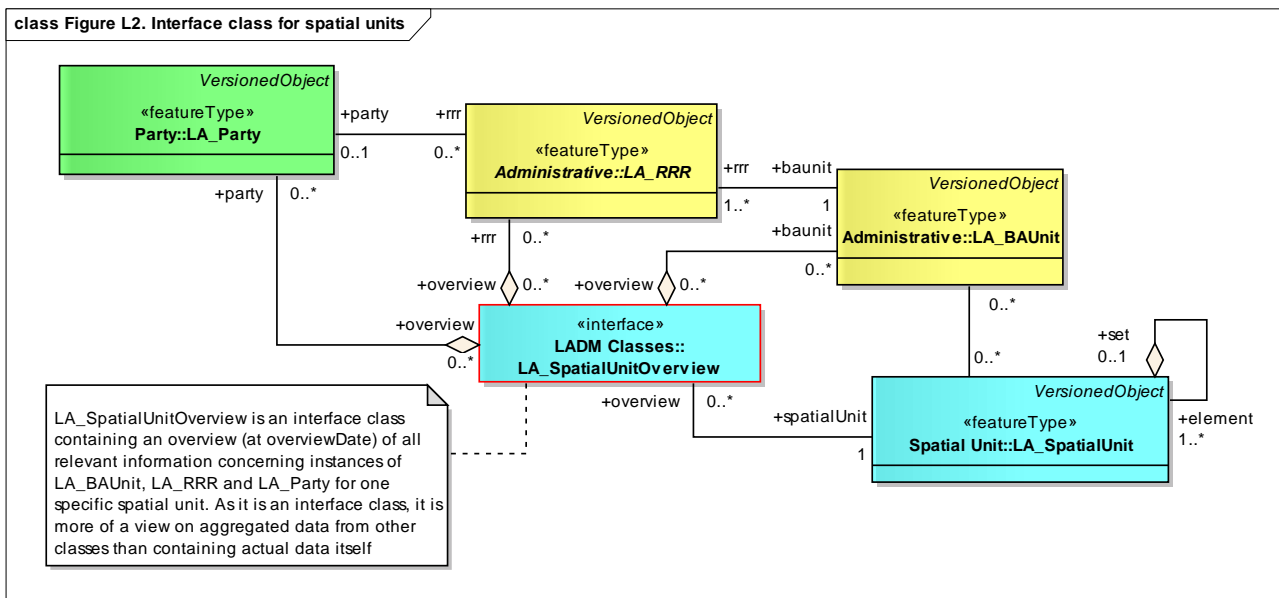 class Figure L2. Interface class for spatial units
VersionedObject
«featureType»
Party::LA_Party
+party
0..1
+rrr
0..*
VersionedObject
«featureType»
Administrative::LA_RRR
+rrr
1..*
+baunit
1
VersionedObject
«featureType»
Administrative::LA_BAUnit
+party
0..*
+rrr
0..*
+baunit
0..*
+overview
0..*
+overview
0..*
+overview
0..*
«interface»
LADM Classes::
LA_SpatialUnitOverview
0..*
0..*
+set
0..1
VersionedObject
«featureType»
Spatial Unit::LA_SpatialUnit
+element
1..*
+overview
0..*
+spatialUnit
1
LA_SpatialUnitOverview is an interface class
containing an overview (at overviewDate) of all
relevant information concerning instances of
LA_BAUnit, LA_RRR and LA_Party for one
specific spatial unit. As it is an interface class, it is
more of a view on aggregated data from other
classes than containing actual data itself